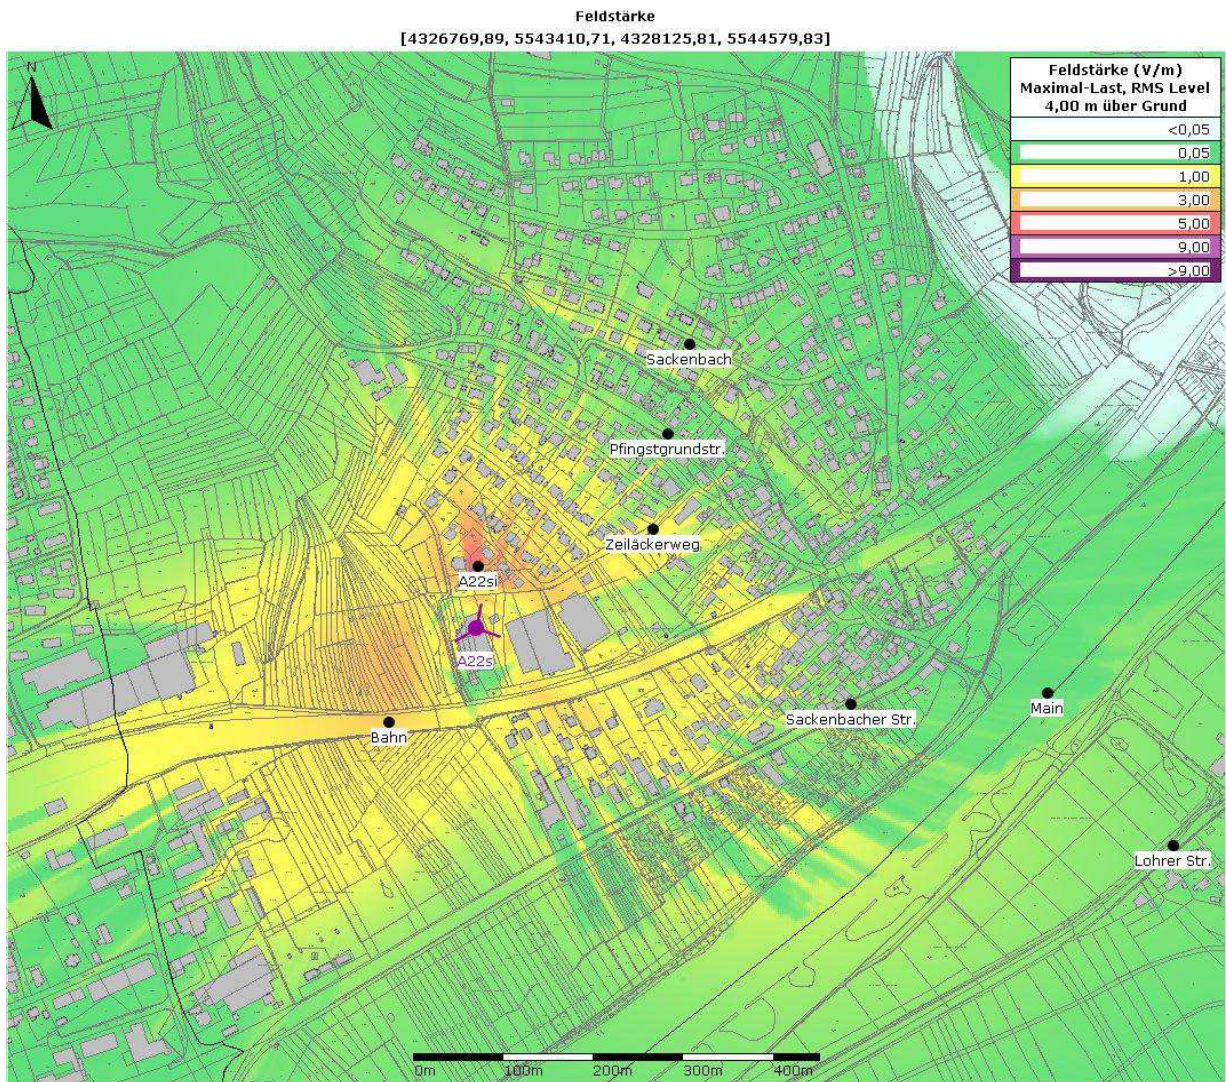 Feldstärke
[4326769,89, 5543410,71, 4328125,81, 5544579,83]
N
Feldstärke (V/m)
Maximal-Last, RMS Level
4,00 m über Grund
<0,05
0,05
1,00
3,00
5,00
9,00
>9,00
Sackenbach
Pfingstgrundstr.
Zeiläckerweg
A22si
A22s
Bahn
Sackenbacher Str.
Main
Lohrer Str.
0m 100m 200m 300m 400m